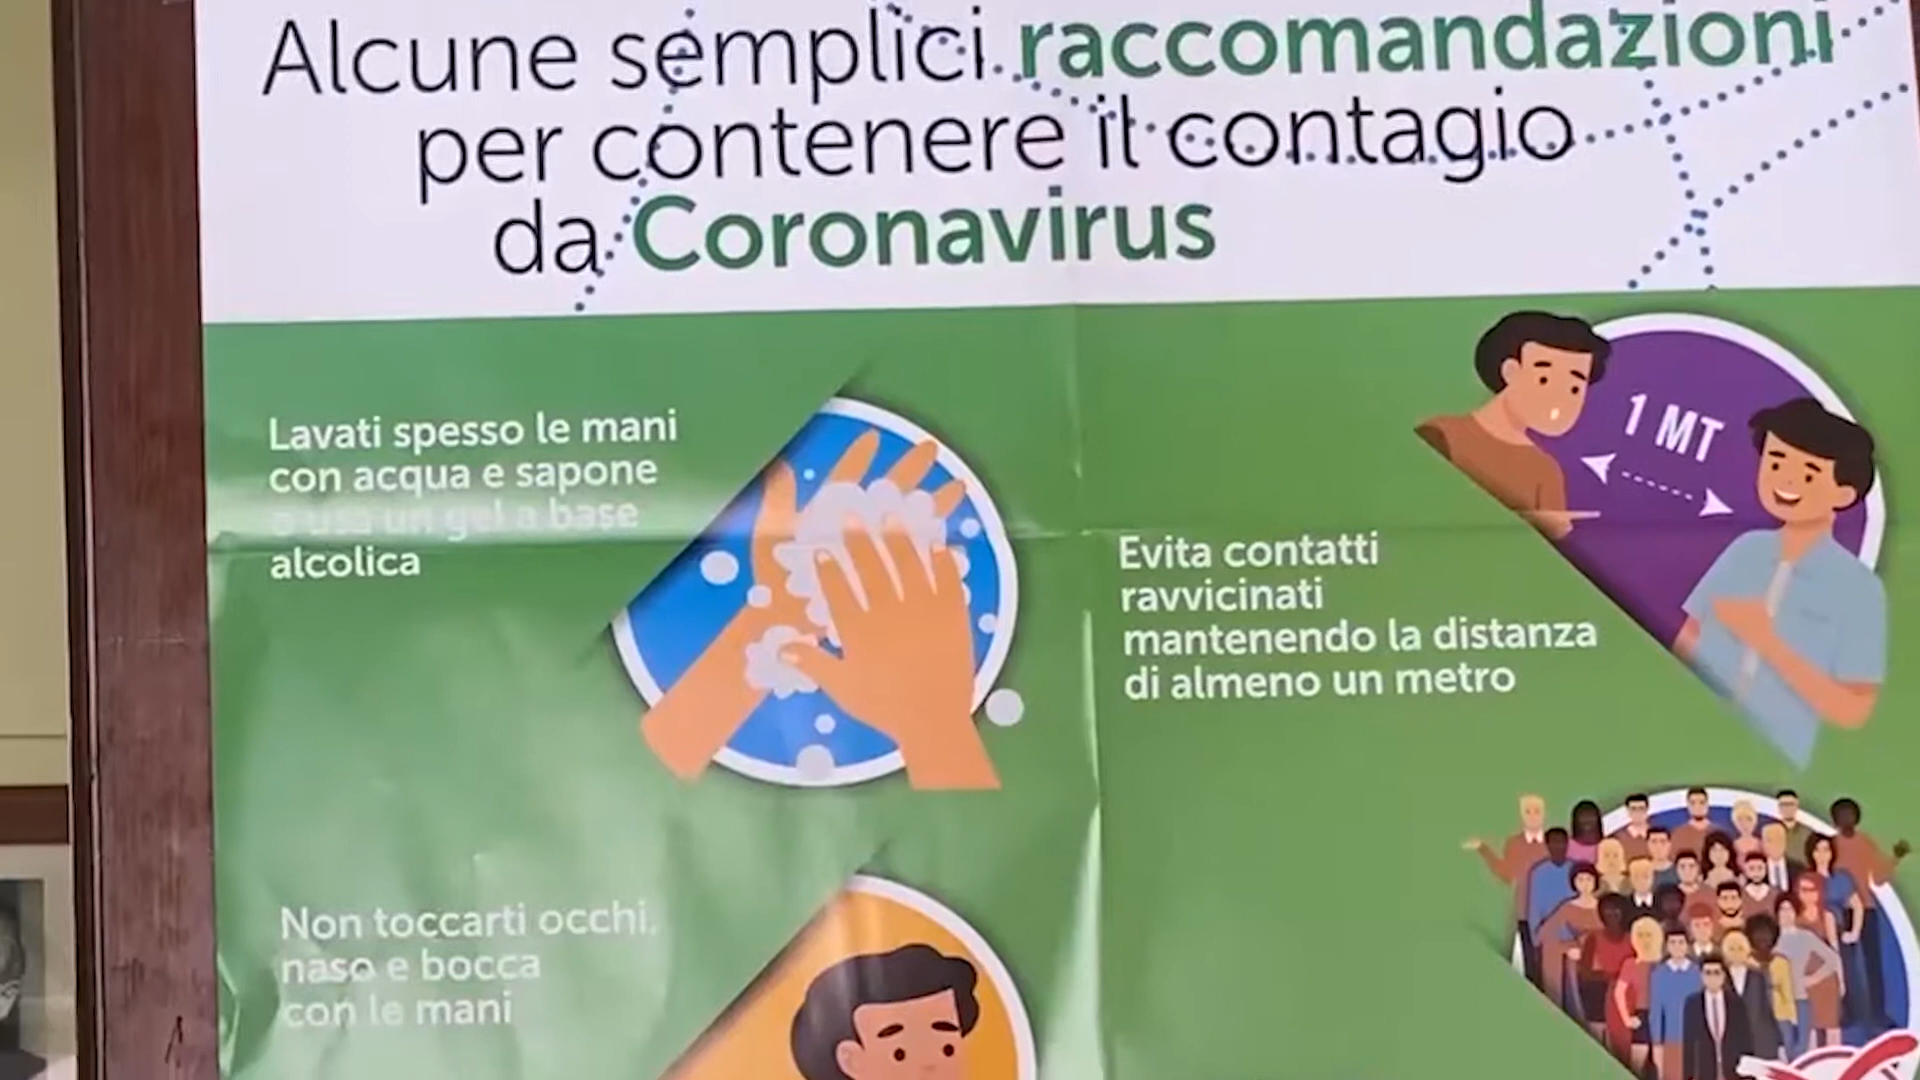 Alcune semplici raccomandazioni
per contenere il contagio
da Coronavirus
Lavati spesso le mani
con acqua e sapone
o usa un gel a base
alcolica
1 MT
Evita contatti
ravvicinati
mantenendo la distanza
di almeno un metro
Non toccarti occhi,
naso e bocca
con le mani